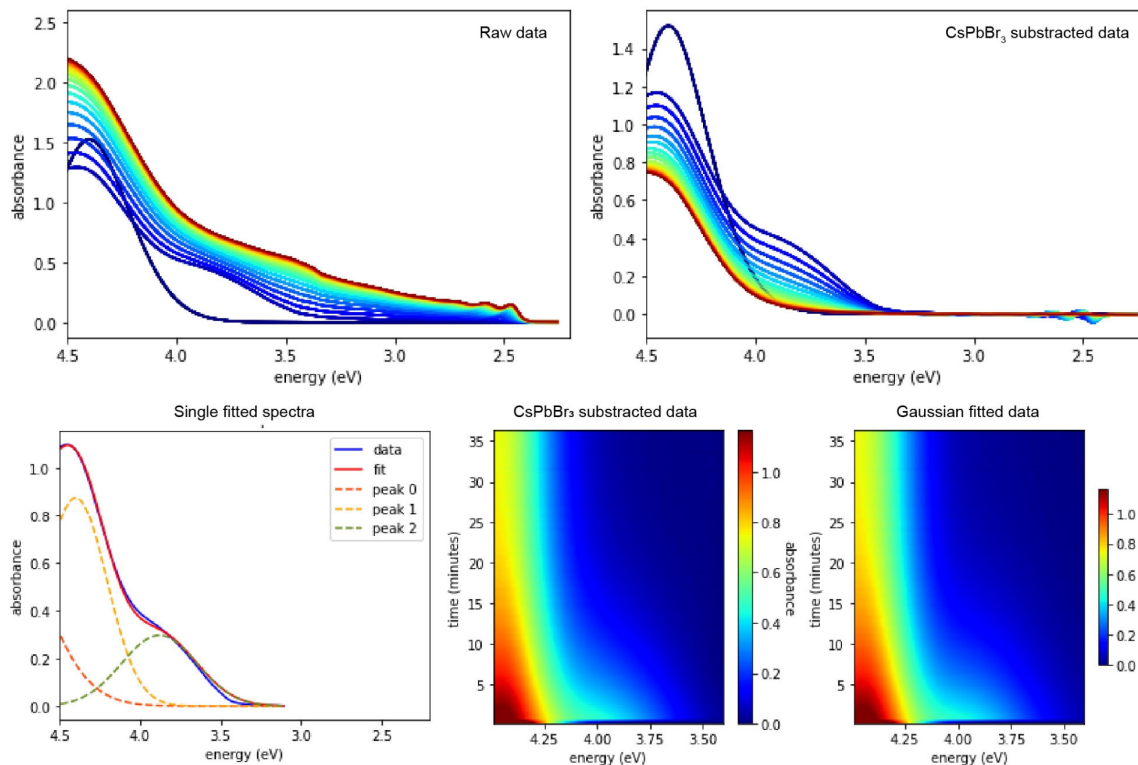 Raw data
2.5
2.0
1.5
1.0
0.5
0.0
absorbance
4.5 4.0 3.5 3.0 2.5
energy (eV)
CsPbBr₃ substracted data
1.4
1.2
1.0
0.8
0.6
0.4
0.2
0.0
absorbance
4.5 4.0 3.5 3.0 2.5
energy (eV)
Single fitted spectra
data
fit
peak 0
peak 1
peak 2
1.0
0.8
0.6
0.4
0.2
0.0
absorbance
4.5 4.0 3.5 3.0 2.5
energy (eV)
CsPbBr₃ substracted data
35
30
25
20
15
10
5
time (minutes)
4.25 4.00 3.75 3.50
energy (eV)
1.0
0.8
0.6
0.4
0.2
0.0
absorbance
Gaussian fitted data
35
30
25
20
15
10
5
time (minutes)
4.25 4.00 3.75 3.50
energy (eV)
1.0
0.8
0.6
0.4
0.2
0.0